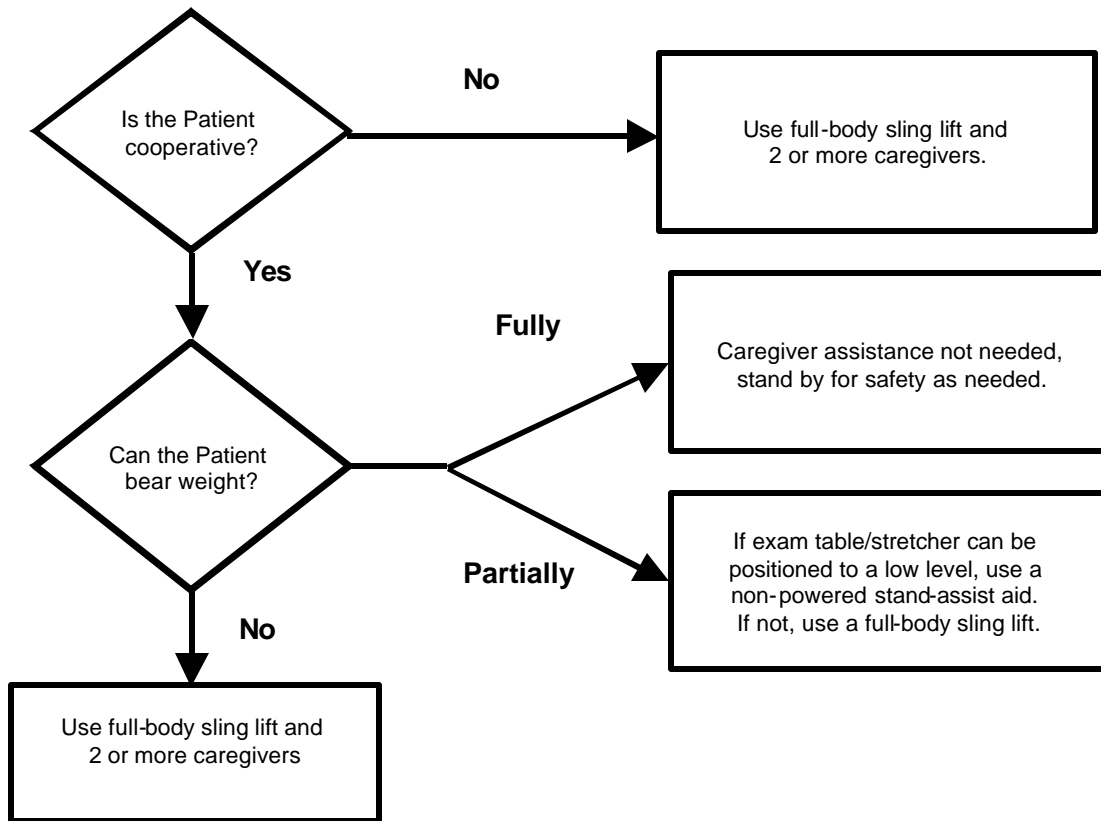 Is the Patient
cooperative?
No
Use full-body sling lift and
2 or more caregivers.
Yes
Can the Patient
bear weight?
Fully
Caregiver assistance not needed,
stand by for safety as needed.
Partially
If exam table/stretcher can be
positioned to a low level, use a
non-powered stand-assist aid.
If not, use a full-body sling lift.
No
Use full-body sling lift and
2 or more caregivers